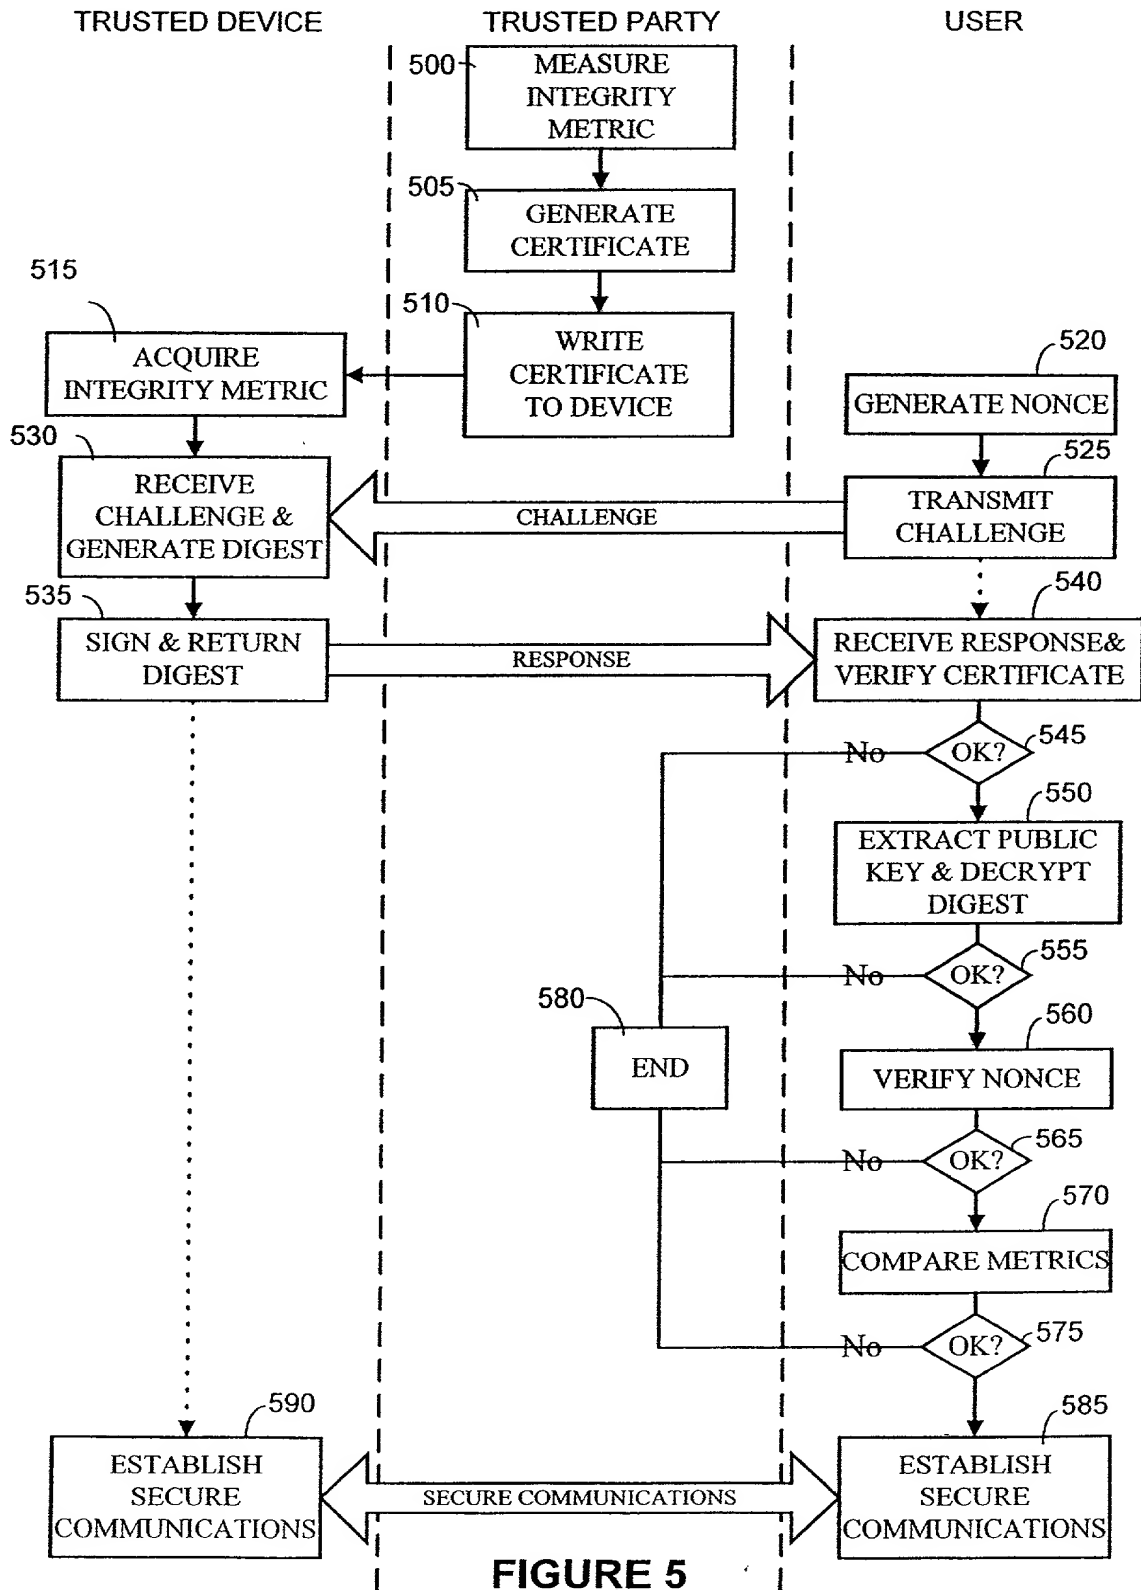 TRUSTED DEVICE
TRUSTED PARTY
USER
500
MEASURE
INTEGRITY
METRIC
505
GENERATE
CERTIFICATE
510
WRITE
CERTIFICATE
TO DEVICE
515
ACQUIRE
INTEGRITY METRIC
520
GENERATE NONCE
525
TRANSMIT
CHALLENGE
CHALLENGE
530
RECEIVE
CHALLENGE &
GENERATE DIGEST
535
SIGN & RETURN
DIGEST
RESPONSE
540
RECEIVE RESPONSE&
VERIFY CERTIFICATE
545
OK?
No
550
EXTRACT PUBLIC
KEY & DECRYPT
DIGEST
555
OK?
No
580
END
560
VERIFY NONCE
565
OK?
No
570
COMPARE METRICS
575
OK?
No
590
ESTABLISH
SECURE
COMMUNICATIONS
SECURE COMMUNICATIONS
585
ESTABLISH
SECURE
COMMUNICATIONS
FIGURE 5